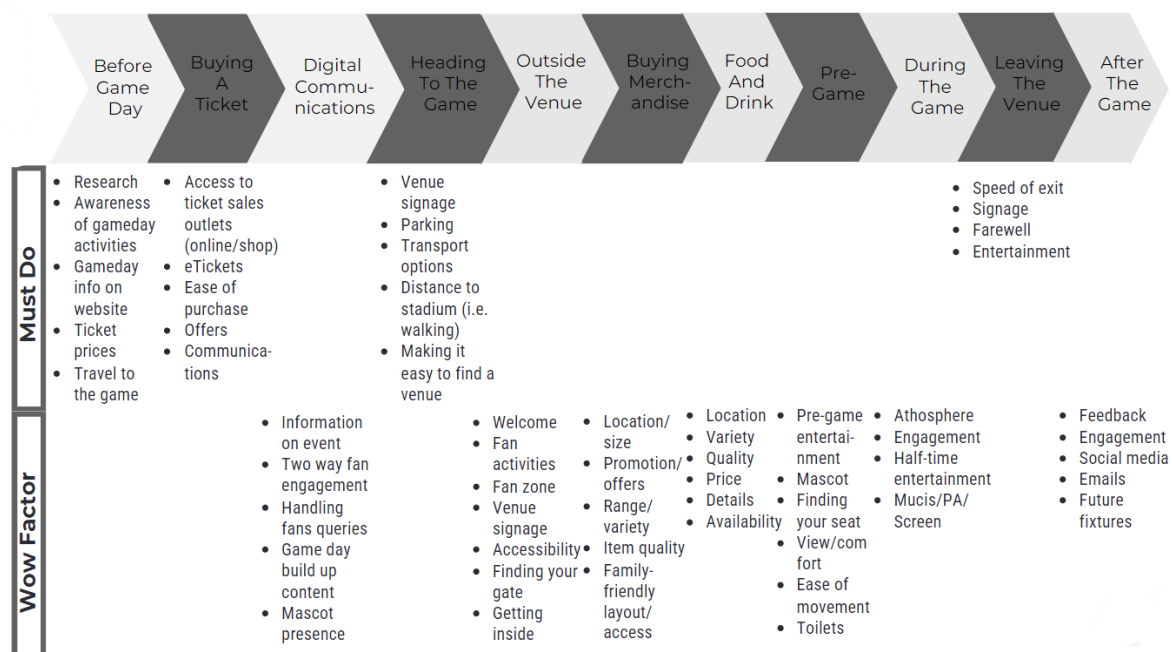 Before
Game
Day
Buying
A
Ticket
Digital
Commu-
nications
Heading
To The
Game
Outside
The
Venue
Buying
Merch-
andise
Food
And
Drink
Pre-
Game
During
The
Game
Leaving
The
Venue
After
The
Game
Must Do
• Research
• Awareness
of gameday
activities
• Gameday
info on
website
• Ticket
prices
• Travel to
the game
• Access to
ticket sales
outlets
(online/shop)
• eTickets
• Ease of
purchase
• Offers
• Communica-
tions
• Venue
signage
• Parking
• Transport
options
• Distance to
stadium (i.e.
walking)
• Making it
easy to find a
venue
• Speed of exit
• Signage
• Farewell
• Entertainment
Wow Factor
• Information
on event
• Two way fan
engagement
• Handling
fans queries
• Game day
build up
content
• Mascot
presence
• Welcome
• Fan
activities
• Fan zone
• Venue
signage
• Accessibility
• Finding your
gate
• Getting
inside
• Location/
size
• Promotion/
offers
• Range/
variety
• Item quality
• Family-
friendly
layout/
access
• Location
• Variety
• Quality
• Price
• Details
• Availability
• Pre-game
entertai-
nment
• Mascot
• Finding
your seat
• View/com
fort
• Ease of
movement
• Toilets
• Athosphere
• Engagement
• Half-time
entertainment
• Mucis/PA/
Screen
• Feedback
• Engagement
• Social media
• Emails
• Future
fixtures